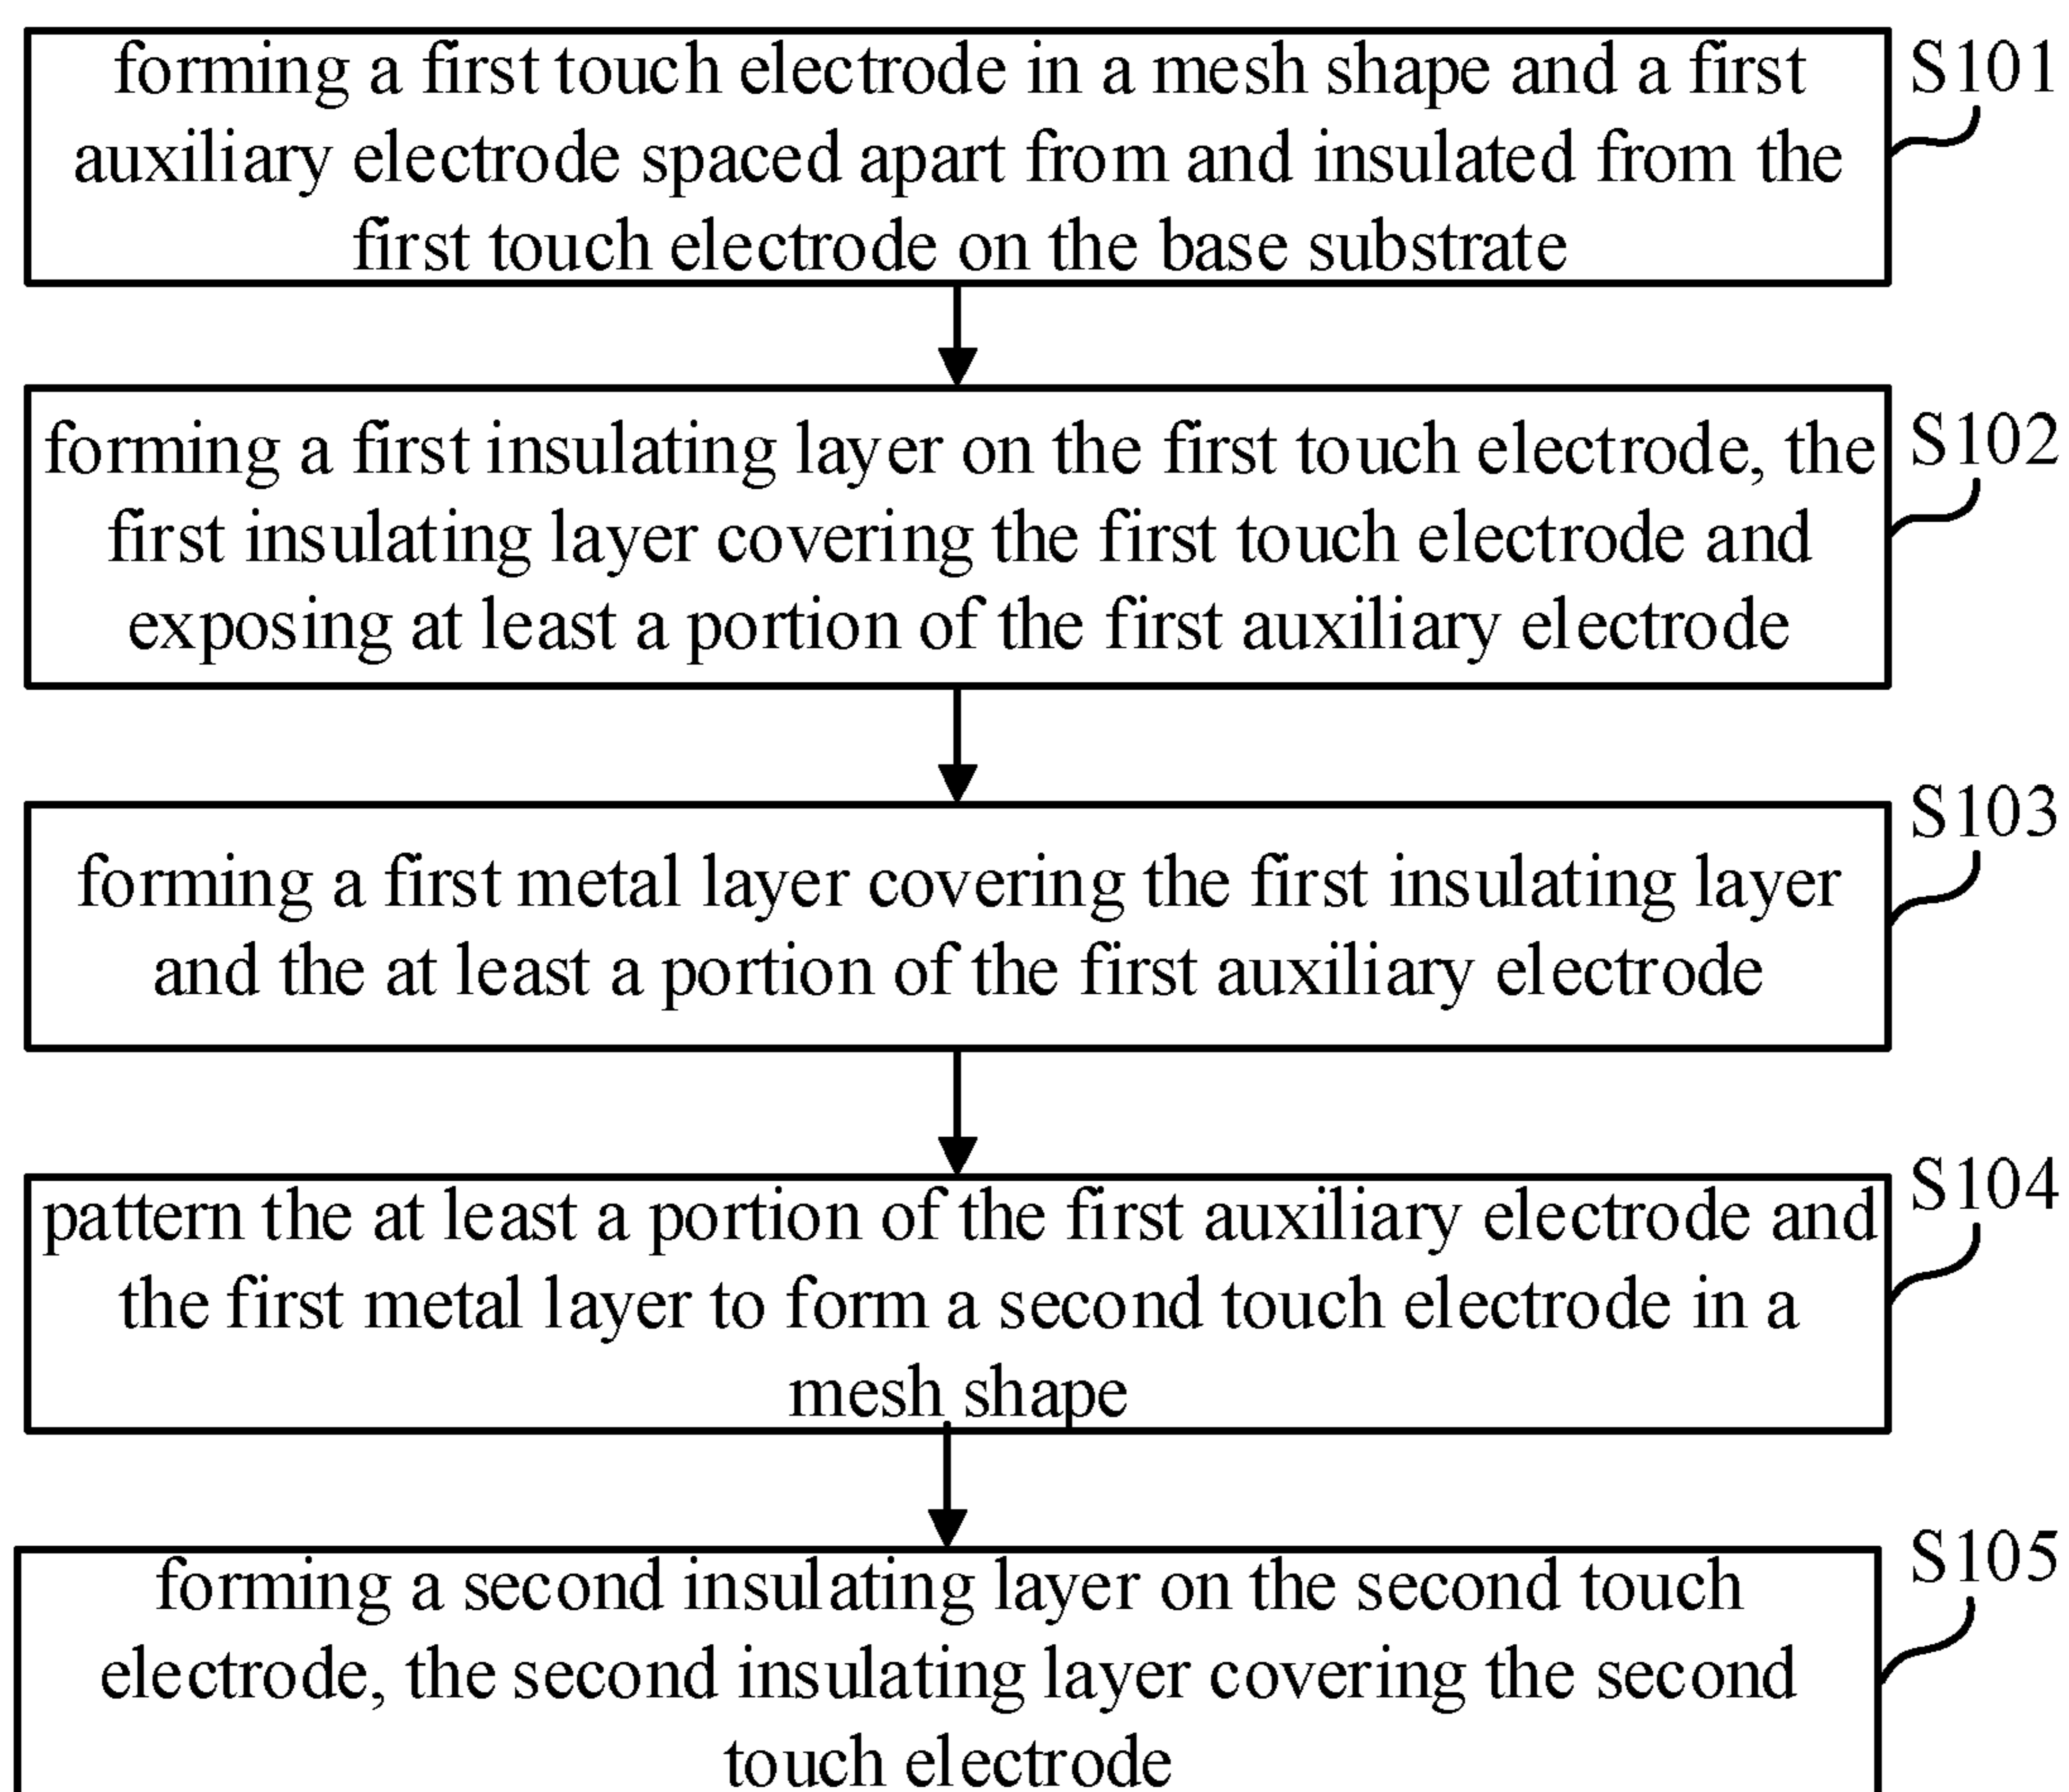 forming a first touch electrode in a mesh shape and a first
auxiliary electrode spaced apart from and insulated from the
first touch electrode on the base substrate
S101
forming a first insulating layer on the first touch electrode, the
first insulating layer covering the first touch electrode and
exposing at least a portion of the first auxiliary electrode
S102
forming a first metal layer covering the first insulating layer
and the at least a portion of the first auxiliary electrode
S103
pattern the at least a portion of the first auxiliary electrode and
the first metal layer to form a second touch electrode in a
mesh shape
S104
forming a second insulating layer on the second touch
electrode, the second insulating layer covering the second
touch electrode
S105